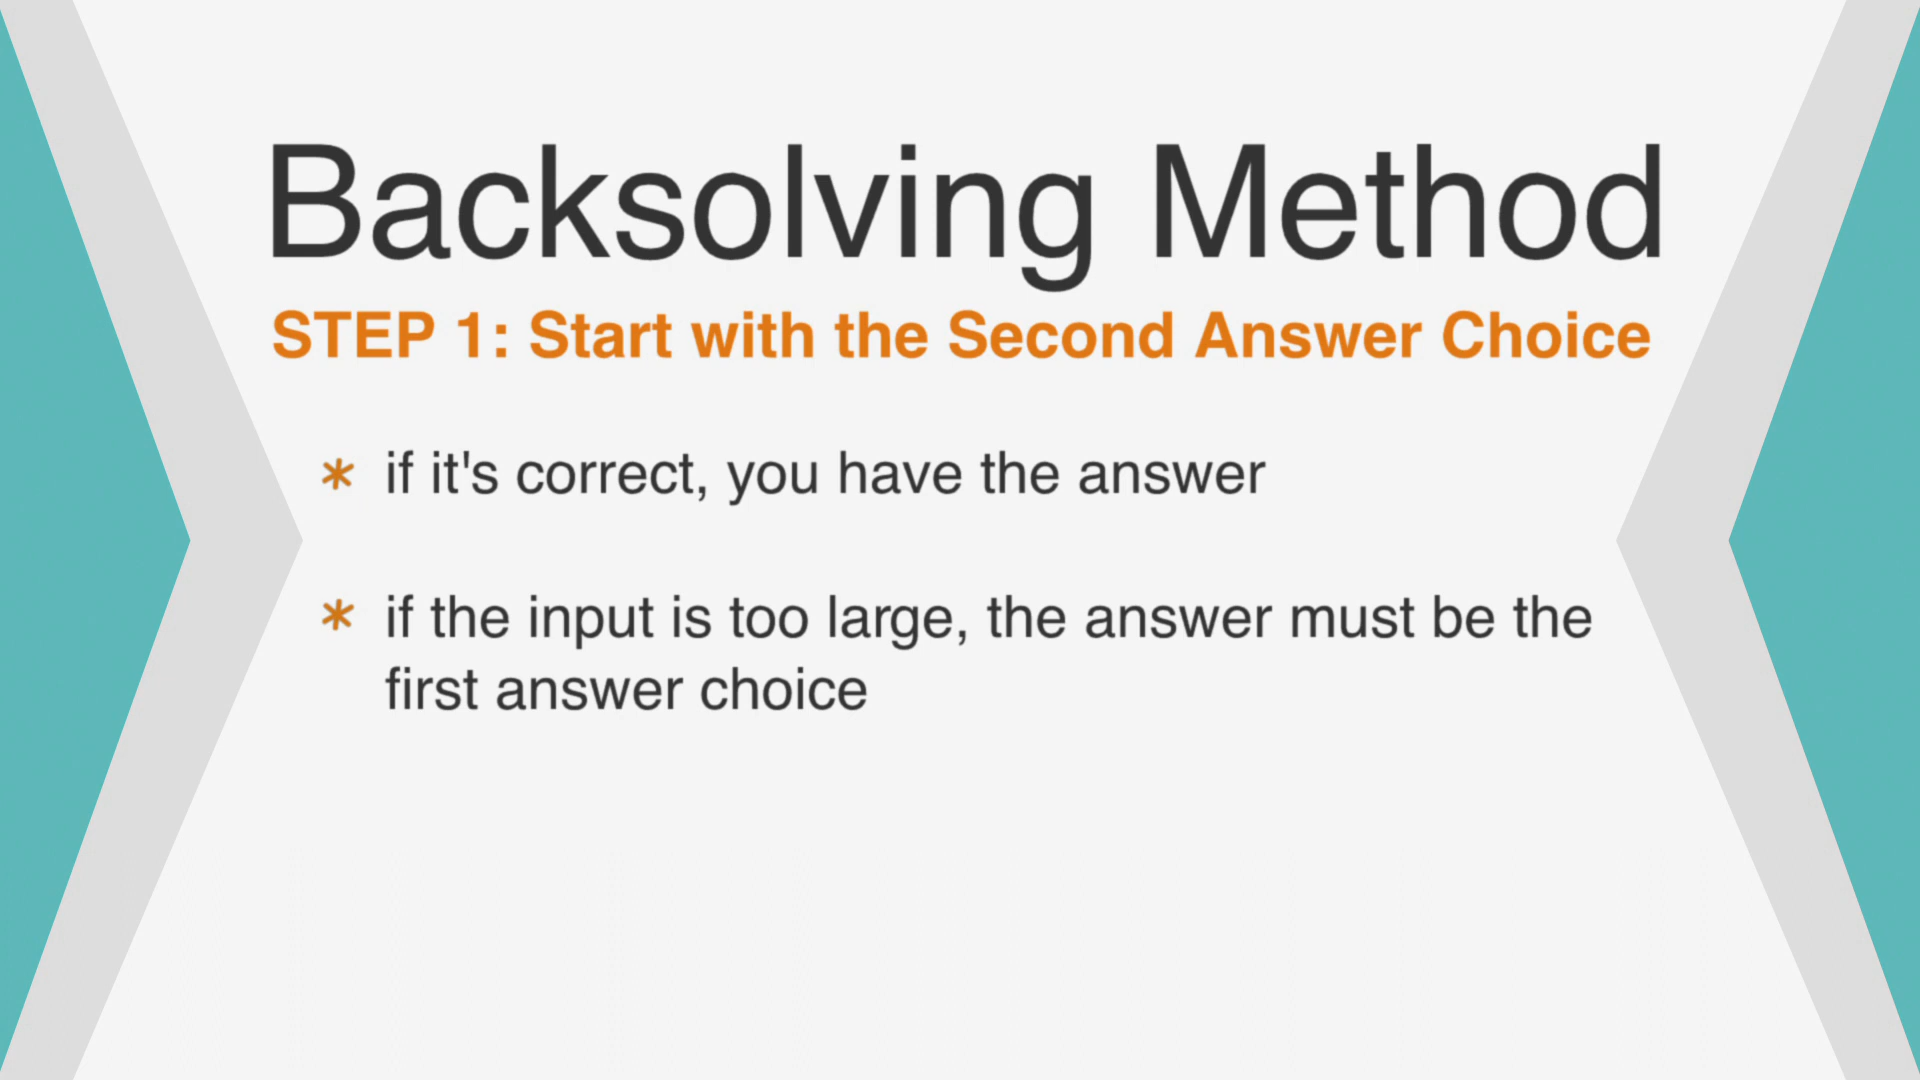 Backsolving Method
STEP 1: Start with the Second Answer Choice
* if it's correct, you have the answer
* if the input is too large, the answer must be the
first answer choice